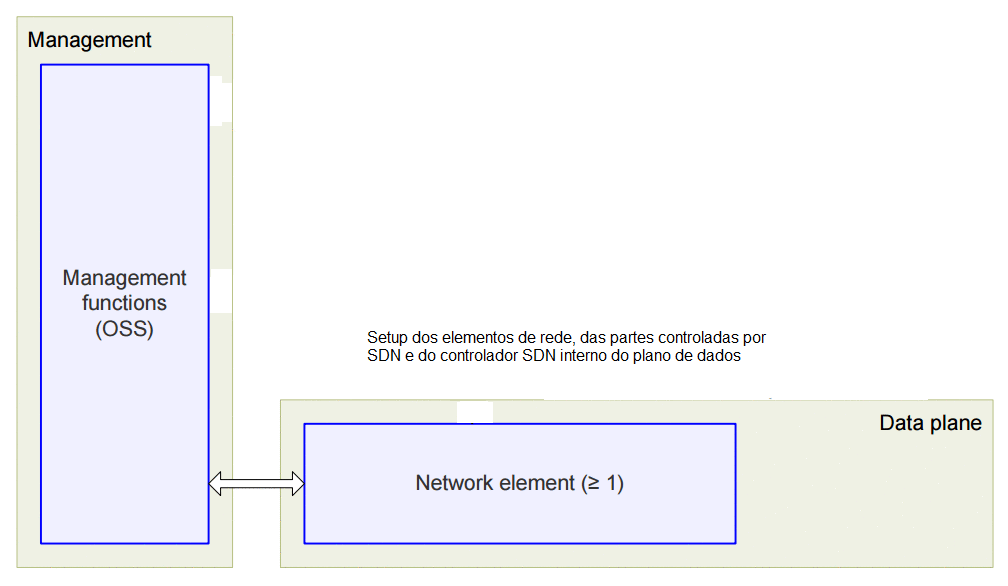 Management
Management
functions
(OSS)
Setup dos elementos de rede, das partes controladas por
SDN e do controlador SDN interno do plano de dados
Data plane
Network element (≥ 1)